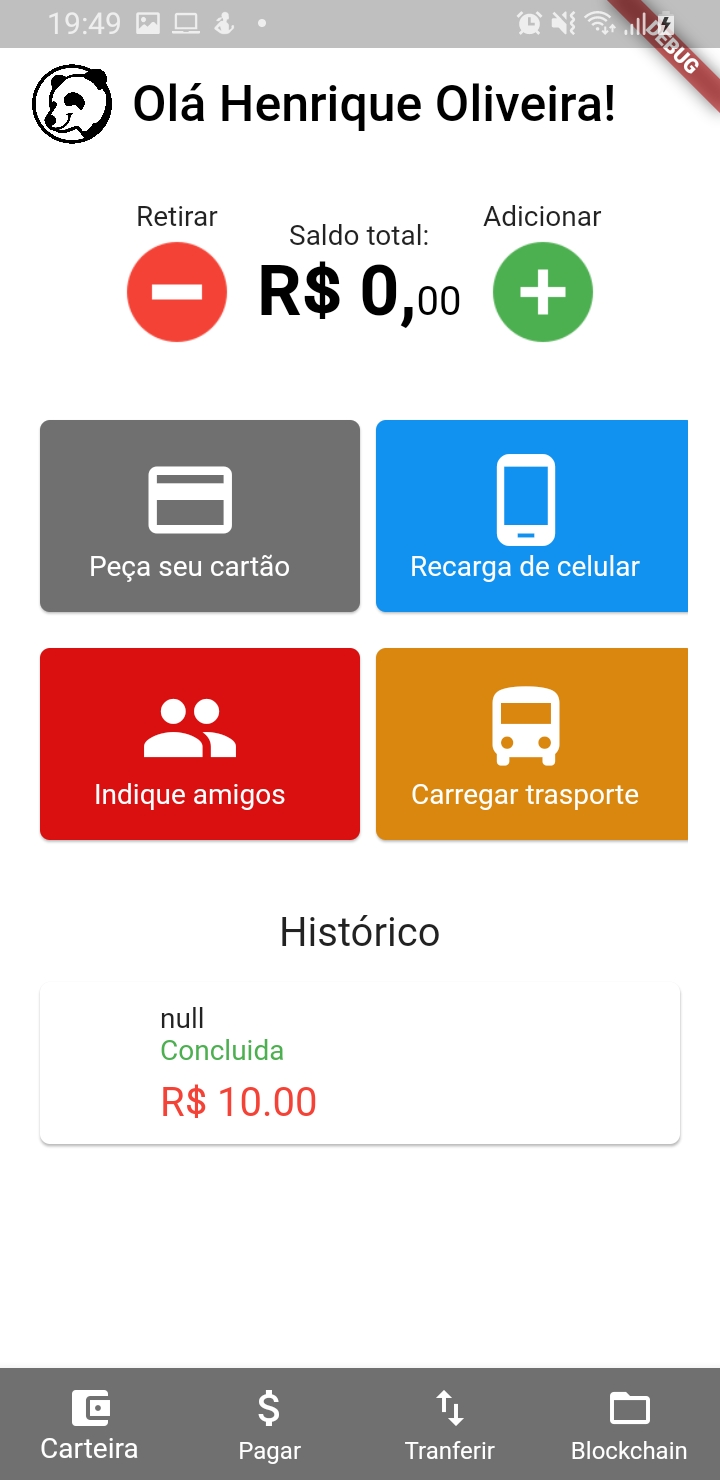 19:49
DEBUG
Olá Henrique Oliveira!
Retirar
Saldo total:
Adicionar
R$ 0,00
Peça seu cartão
Recarga de celular
Indique amigos
Carregar trasporte
Histórico
null
Concluida
R$ 10.00
Carteira
Pagar
Tranferir
Blockchain